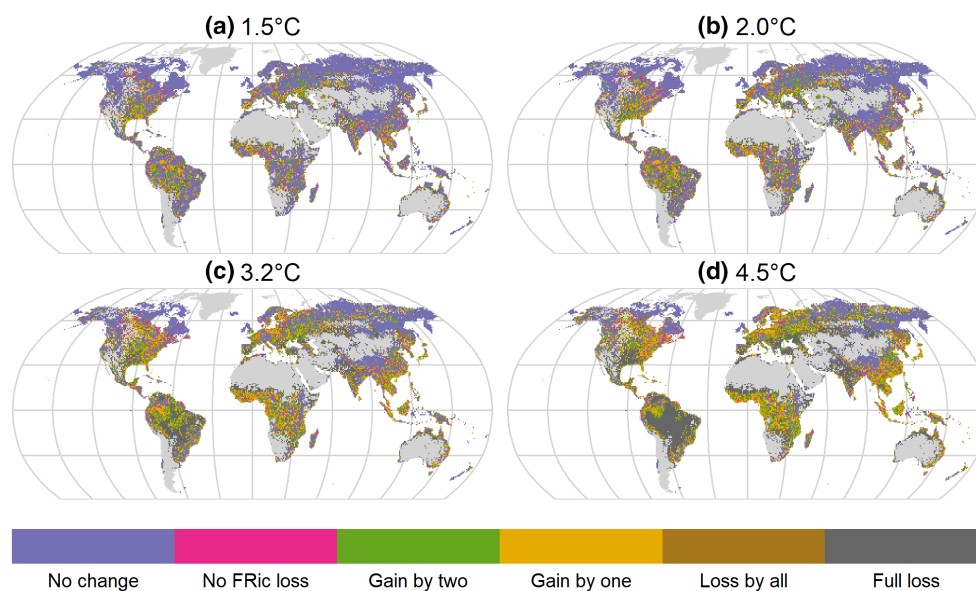 (a) 1.5°C
(b) 2.0°C
(c) 3.2°C
(d) 4.5°C
No change
No FRic loss
Gain by two
Gain by one
Loss by all
Full loss